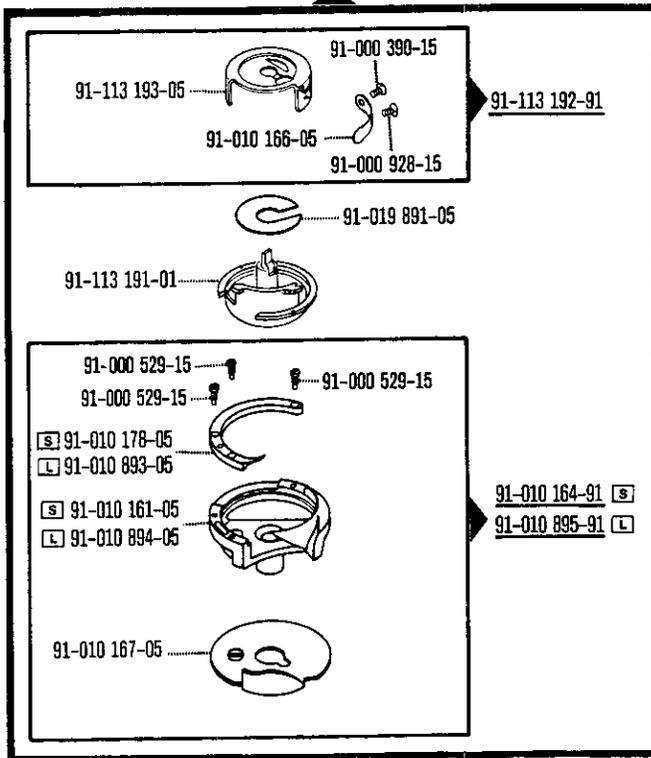 91-000 390-15
91-113 193-05
91-113 192-91
91-010 166-05
91-000 928-15
91-019 891-05
91-113 191-01
91-000 529-15
91-000 529-15
91-000 529-15
S 91-010 178-05
L 91-010 893-05
91-010 164-91 S
S 91-010 161-05
91-010 895-91 L
L 91-010 894-05
91-010 167-05